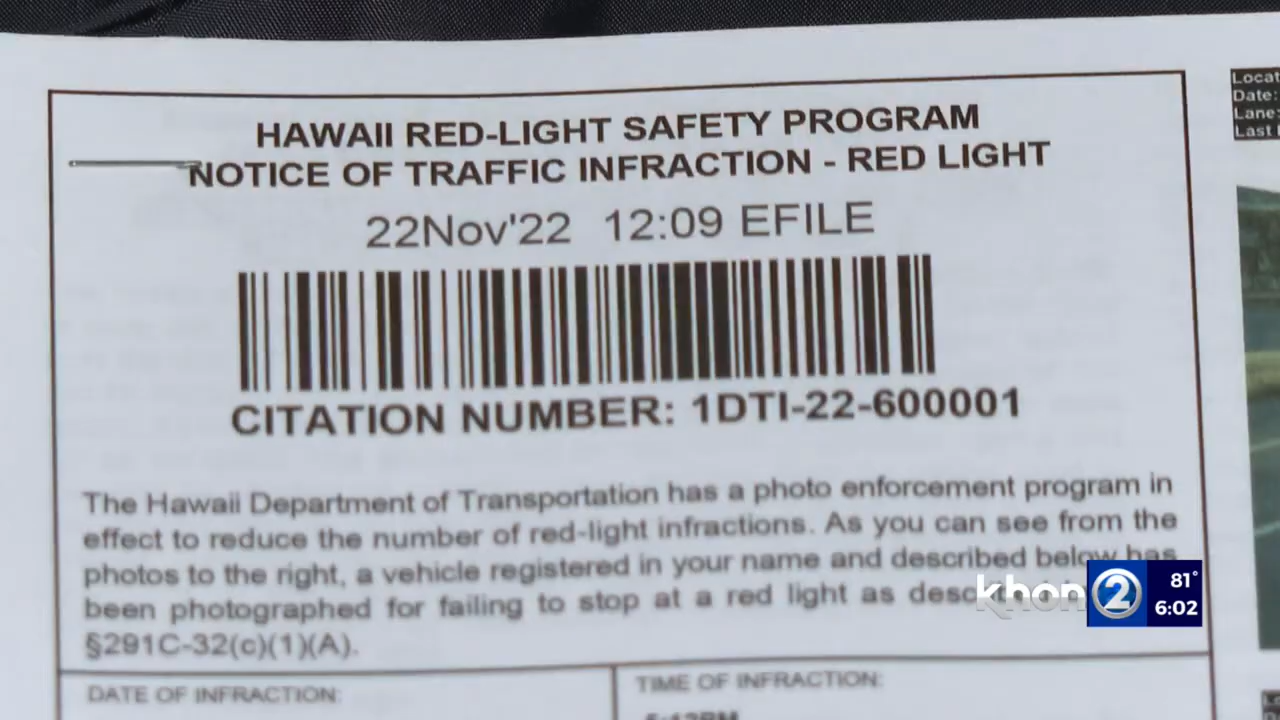 HAWAII RED-LIGHT SAFETY PROGRAM
NOTICE OF TRAFFIC INFRACTION - RED LIGHT
22Nov'22 12:09 EFILE
CITATION NUMBER: 1DTI-22-600001
The Hawaii Department of Transportation has a photo enforcement program in
effect to reduce the number of red-light infractions. As you can see from the
photos to the right, a vehicle registered in your name and described below has
been photographed for failing to stop at a red light as
§291C-32(c)(1)(A).
DATE OF INFRACTION:
TIME OF INFRACTION:
Date:
Lane:
Last
khon 2
81°
6:02